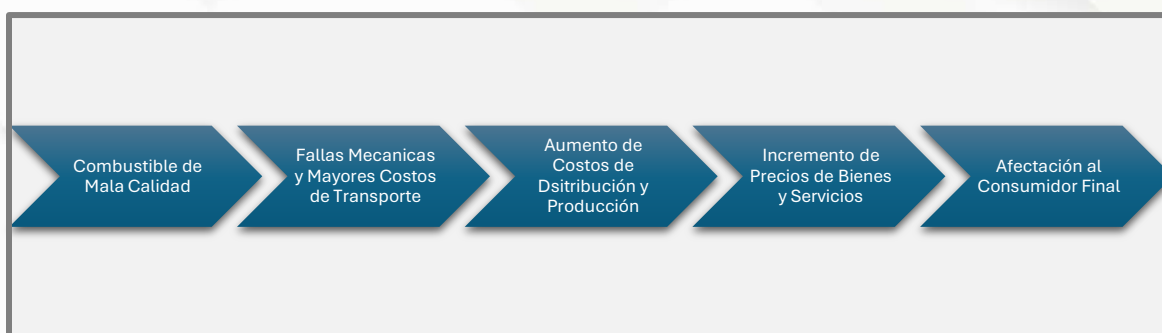 Combustible de
Mala Calidad
Fallas Mecanicas
y Mayores Costos
de Transporte
Aumento de
Costos de
Dsitribución y
Producción
Incremento de
Precios de Bienes
y Servicios
Afectación al
Consumidor Final